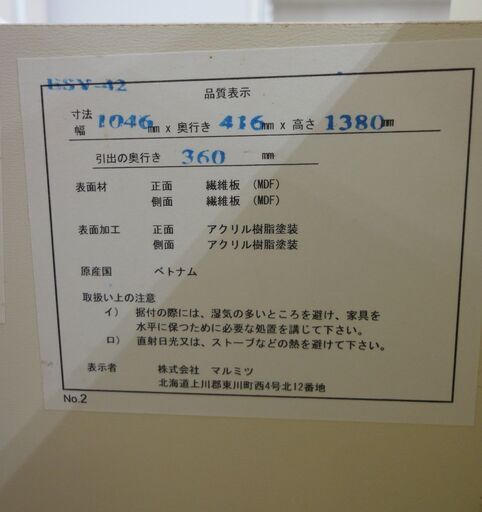 ESV-42
品質表示
寸法
幅 1046mm x 奥行き 416mm x 高さ 1380mm
引出の奥行き 360 mm
表面材 正面 繊維板 (MDF)
側面 繊維板 (MDF)
表面加工 正面 アクリル樹脂塗装
側面 アクリル樹脂塗装
原産国 ベトナム
取扱い上の注意
イ) 据付の際には、湿気の多いところを避け、家具を
水平に保つために必要な処置を講じて下さい。
ロ) 直射日光又は、ストーブなどの熱を避けて下さい。
表示者 株式会社 マルミツ
北海道上川郡東川町西4号北12番地
No.2